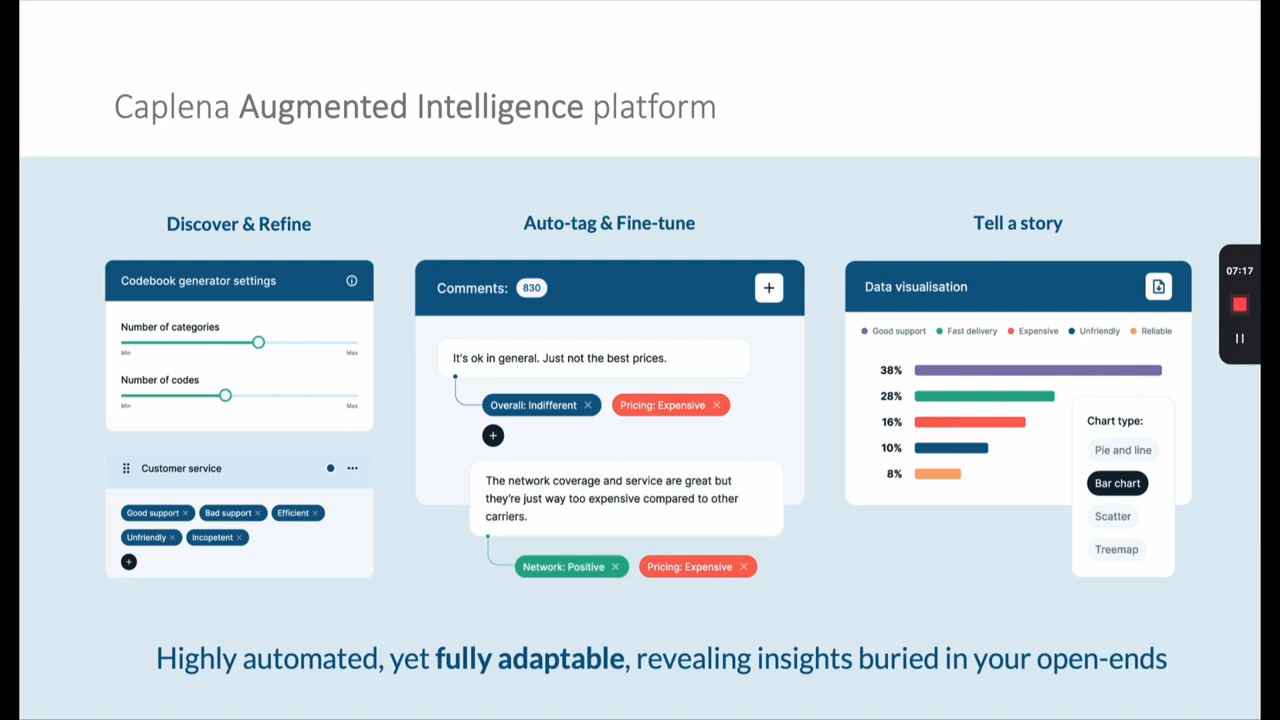 Caplena Augmented Intelligence platform
Discover & Refine
Codebook generator settings
Number of categories
Min Max
Number of codes
Min Max
Customer service
Good support × Bad support × Efficient ×
Unfriendly × Incopetent ×
+
Auto-tag & Fine-tune
Comments: 830 +
It's ok in general. Just not the best prices.
Overall: Indifferent × Pricing: Expensive ×
+
The network coverage and service are great but
they're just way too expensive compared to other
carriers.
Network: Positive × Pricing: Expensive ×
Tell a story
Data visualisation
Good support Fast delivery Expensive Unfriendly Reliable
38%
28%
16%
10%
8%
Chart type:
Pie and line
Bar chart
Scatter
Treemap
07:17
Highly automated, yet fully adaptable, revealing insights buried in your open-ends